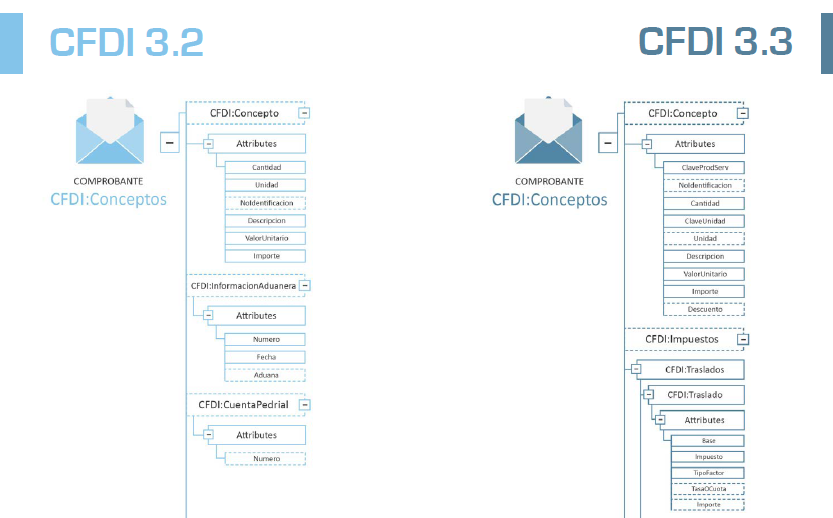 CFDI 3.2
COMPROBANTE
CFDI:Conceptos
CFDI:Concepto
Attributes
Cantidad
Unidad
NoIdentificacion
Descripcion
ValorUnitario
Importe
CFDI:InformacionAduanera
Attributes
Numero
Fecha
Aduana
CFDI:CuentaPedrial
Attributes
Numero
CFDI 3.3
COMPROBANTE
CFDI:Conceptos
CFDI:Concepto
Attributes
ClaveProdServ
NoIdentificacion
Cantidad
ClaveUnidad
Unidad
Descripcion
ValorUnitario
Importe
Descuento
CFDI:Impuestos
CFDI:Traslados
CFDI:Traslado
Attributes
Base
Impuesto
TipoFactor
TasaOCuota
Importe